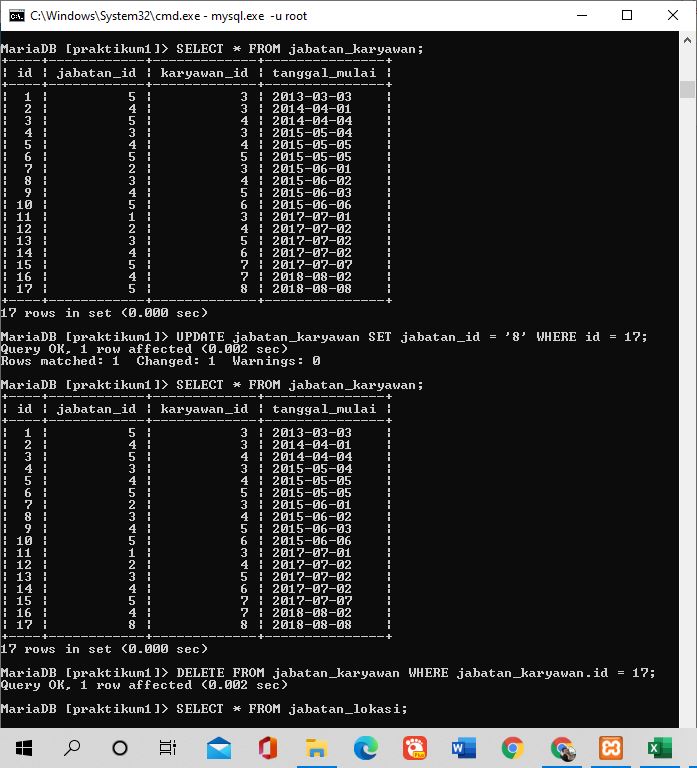 C:\Windows\System32\cmd.exe - mysql.exe -u root
MariaDB [praktikum1]> SELECT * FROM jabatan_karyawan;
+----+------------+-------------+---------------+
¦ id ¦ jabatan_id ¦ karyawan_id ¦ tanggal_mulai ¦
+----+------------+-------------+---------------+
¦  1 ¦          5 ¦           3 ¦ 2013-03-03    ¦
¦  2 ¦          4 ¦           3 ¦ 2014-04-01    ¦
¦  3 ¦          5 ¦           4 ¦ 2014-04-04    ¦
¦  4 ¦          3 ¦           3 ¦ 2015-05-04    ¦
¦  5 ¦          4 ¦           4 ¦ 2015-05-05    ¦
¦  6 ¦          5 ¦           5 ¦ 2015-05-05    ¦
¦  7 ¦          2 ¦           3 ¦ 2015-06-01    ¦
¦  8 ¦          3 ¦           4 ¦ 2015-06-02    ¦
¦  9 ¦          4 ¦           5 ¦ 2015-06-03    ¦
¦ 10 ¦          5 ¦           6 ¦ 2015-06-06    ¦
¦ 11 ¦          1 ¦           3 ¦ 2017-07-01    ¦
¦ 12 ¦          2 ¦           4 ¦ 2017-07-02    ¦
¦ 13 ¦          3 ¦           5 ¦ 2017-07-02    ¦
¦ 14 ¦          4 ¦           6 ¦ 2017-07-02    ¦
¦ 15 ¦          5 ¦           7 ¦ 2017-07-07    ¦
¦ 16 ¦          4 ¦           7 ¦ 2018-08-02    ¦
¦ 17 ¦          5 ¦           8 ¦ 2018-08-08    ¦
+----+------------+-------------+---------------+
17 rows in set (0.000 sec)
MariaDB [praktikum1]> UPDATE jabatan_karyawan SET jabatan_id = '8' WHERE id = 17;
Query OK, 1 row affected (0.002 sec)
Rows matched: 1  Changed: 1  Warnings: 0
MariaDB [praktikum1]> SELECT * FROM jabatan_karyawan;
+----+------------+-------------+---------------+
¦ id ¦ jabatan_id ¦ karyawan_id ¦ tanggal_mulai ¦
+----+------------+-------------+---------------+
¦  1 ¦          5 ¦           3 ¦ 2013-03-03    ¦
¦  2 ¦          4 ¦           3 ¦ 2014-04-01    ¦
¦  3 ¦          5 ¦           4 ¦ 2014-04-04    ¦
¦  4 ¦          3 ¦           3 ¦ 2015-05-04    ¦
¦  5 ¦          4 ¦           4 ¦ 2015-05-05    ¦
¦  6 ¦          5 ¦           5 ¦ 2015-05-05    ¦
¦  7 ¦          2 ¦           3 ¦ 2015-06-01    ¦
¦  8 ¦          3 ¦           4 ¦ 2015-06-02    ¦
¦  9 ¦          4 ¦           5 ¦ 2015-06-03    ¦
¦ 10 ¦          5 ¦           6 ¦ 2015-06-06    ¦
¦ 11 ¦          1 ¦           3 ¦ 2017-07-01    ¦
¦ 12 ¦          2 ¦           4 ¦ 2017-07-02    ¦
¦ 13 ¦          3 ¦           5 ¦ 2017-07-02    ¦
¦ 14 ¦          4 ¦           6 ¦ 2017-07-02    ¦
¦ 15 ¦          5 ¦           7 ¦ 2017-07-07    ¦
¦ 16 ¦          4 ¦           7 ¦ 2018-08-02    ¦
¦ 17 ¦          8 ¦           8 ¦ 2018-08-08    ¦
+----+------------+-------------+---------------+
17 rows in set (0.000 sec)
MariaDB [praktikum1]> DELETE FROM jabatan_karyawan WHERE jabatan_karyawan.id = 17;
Query OK, 1 row affected (0.002 sec)
MariaDB [praktikum1]> SELECT * FROM jabatan_lokasi;